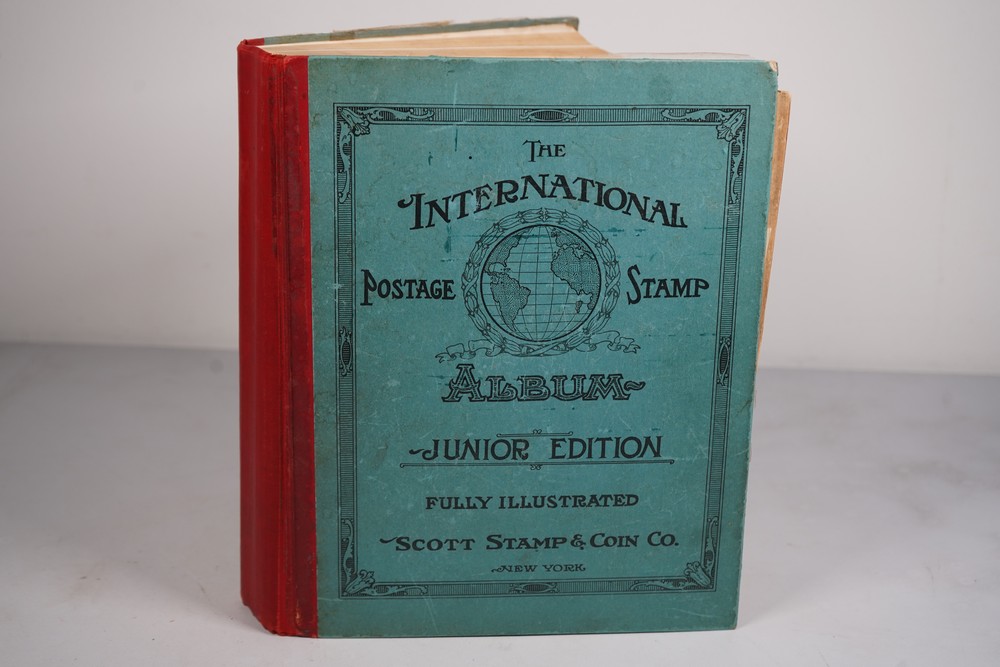 The
International
Postage Stamp
Album
Junior Edition
Fully Illustrated
Scott Stamp & Coin Co.
New York